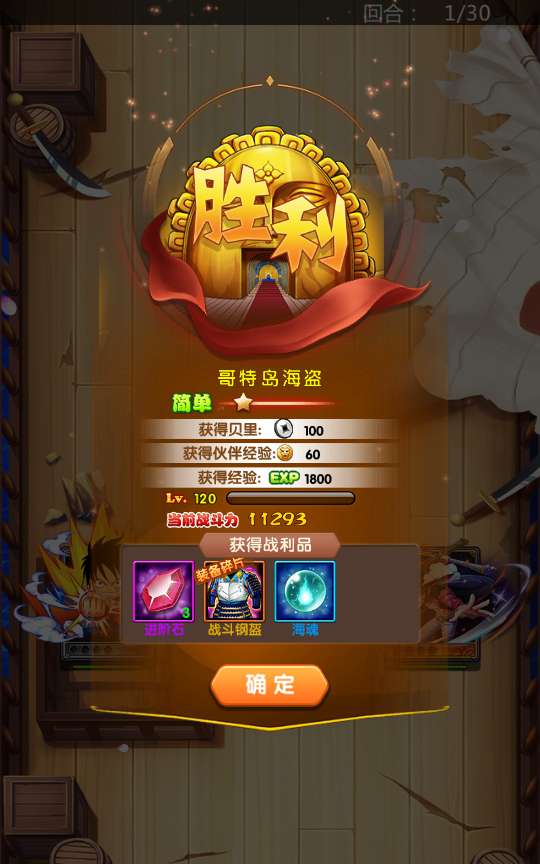 回合： 1/30
胜利
哥特岛海盗
简单
获得贝里: 100
获得伙伴经验: 60
获得经验: EXP 1800
Lv. 120
当前战斗力 11293
获得战利品
装备碎片
3
进阶石 战斗钢盔 海魂
确定